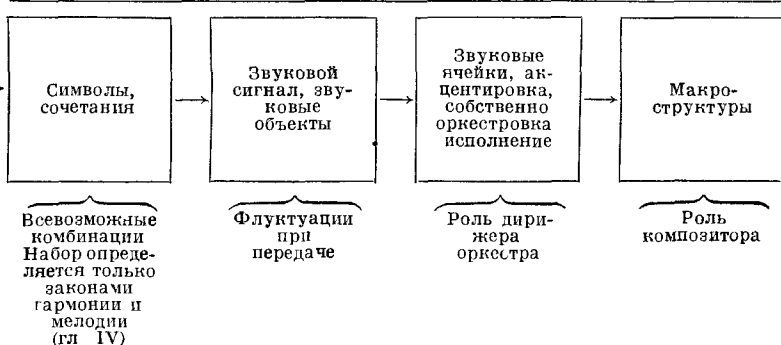 Символы,
сочетания
Звуковой
сигнал, зву-
ковые
объекты
Звуковые
ячейки, ак-
центировка,
собственно
оркестровка
исполнение
Макро-
структуры
Всевозможные
комбинации
Набор опреде-
ляется только
законами
гармонии и
мелодии
(гл IV)
Флуктуации
при
передаче
Роль дири-
жера
оркестра
Роль
композитора